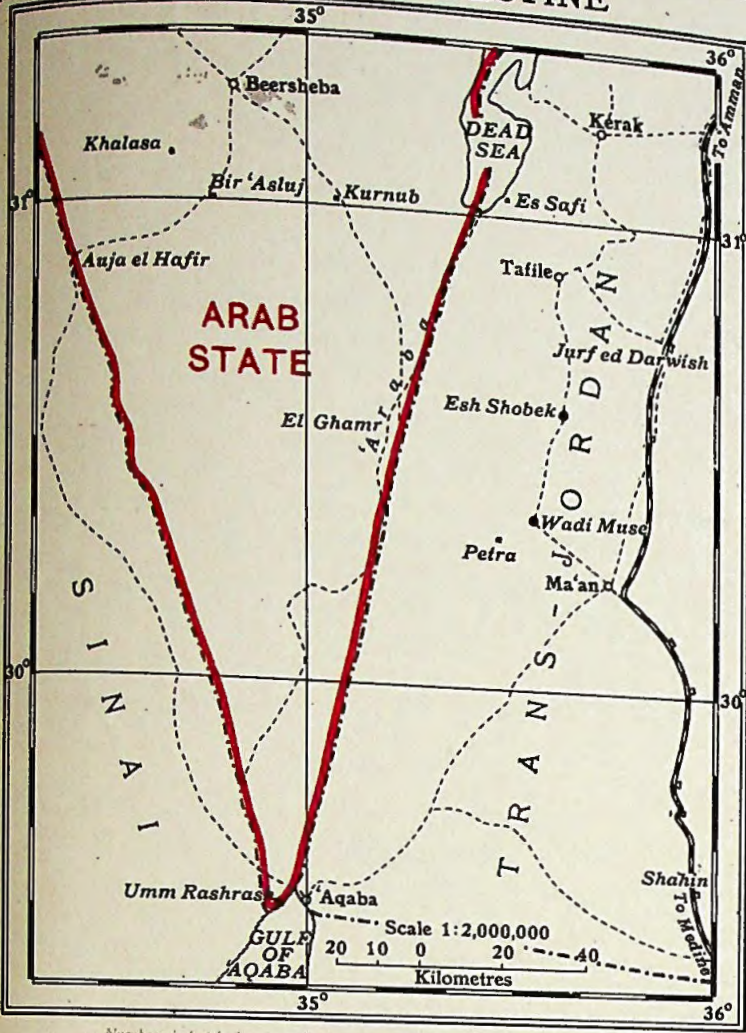 35°
36°
To Amman
Beersheba
DEAD
SEA
Kerak
Khalasa
31°
Bir ‘Asluj
Kurnub
Es Safi
31°
Auja el Hafir
Tafile
ARAB
STATE
Jurf ed Darwish
‘Araba
Esh Shobek
El Ghamr
Wadi Muse
Petra
Ma‘an
SINAI
TRANS-JORDAN
30°
30°
Umm Rashras
‘Aqaba
Shahin
To Medine
GULF
OF
‘AQABA
Scale 1:2,000,000
20 10 0 20 40
Kilometres
35°
36°